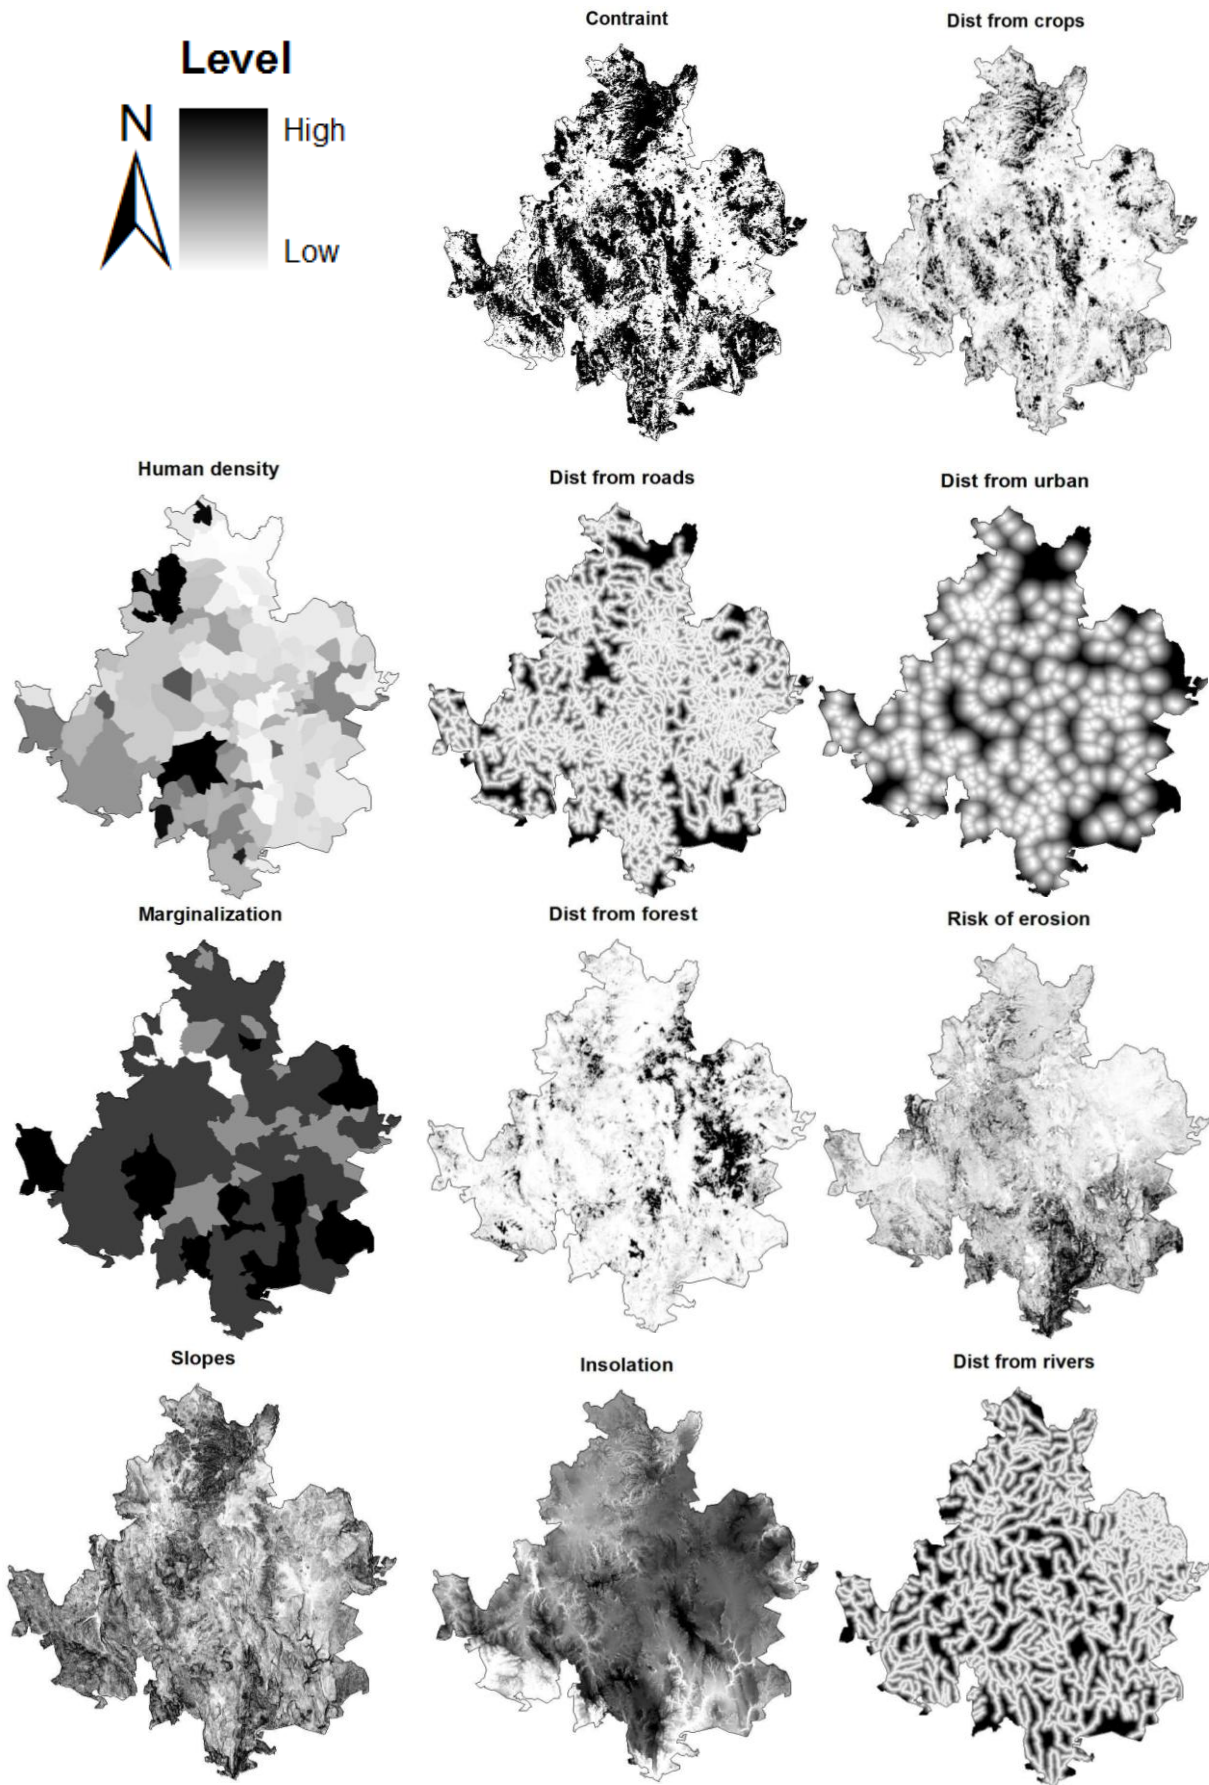 Contraint
Dist from crops
Level
N
High
Low
Human density
Dist from roads
Dist from urban
Marginalization
Dist from forest
Risk of erosion
Slopes
Insolation
Dist from rivers